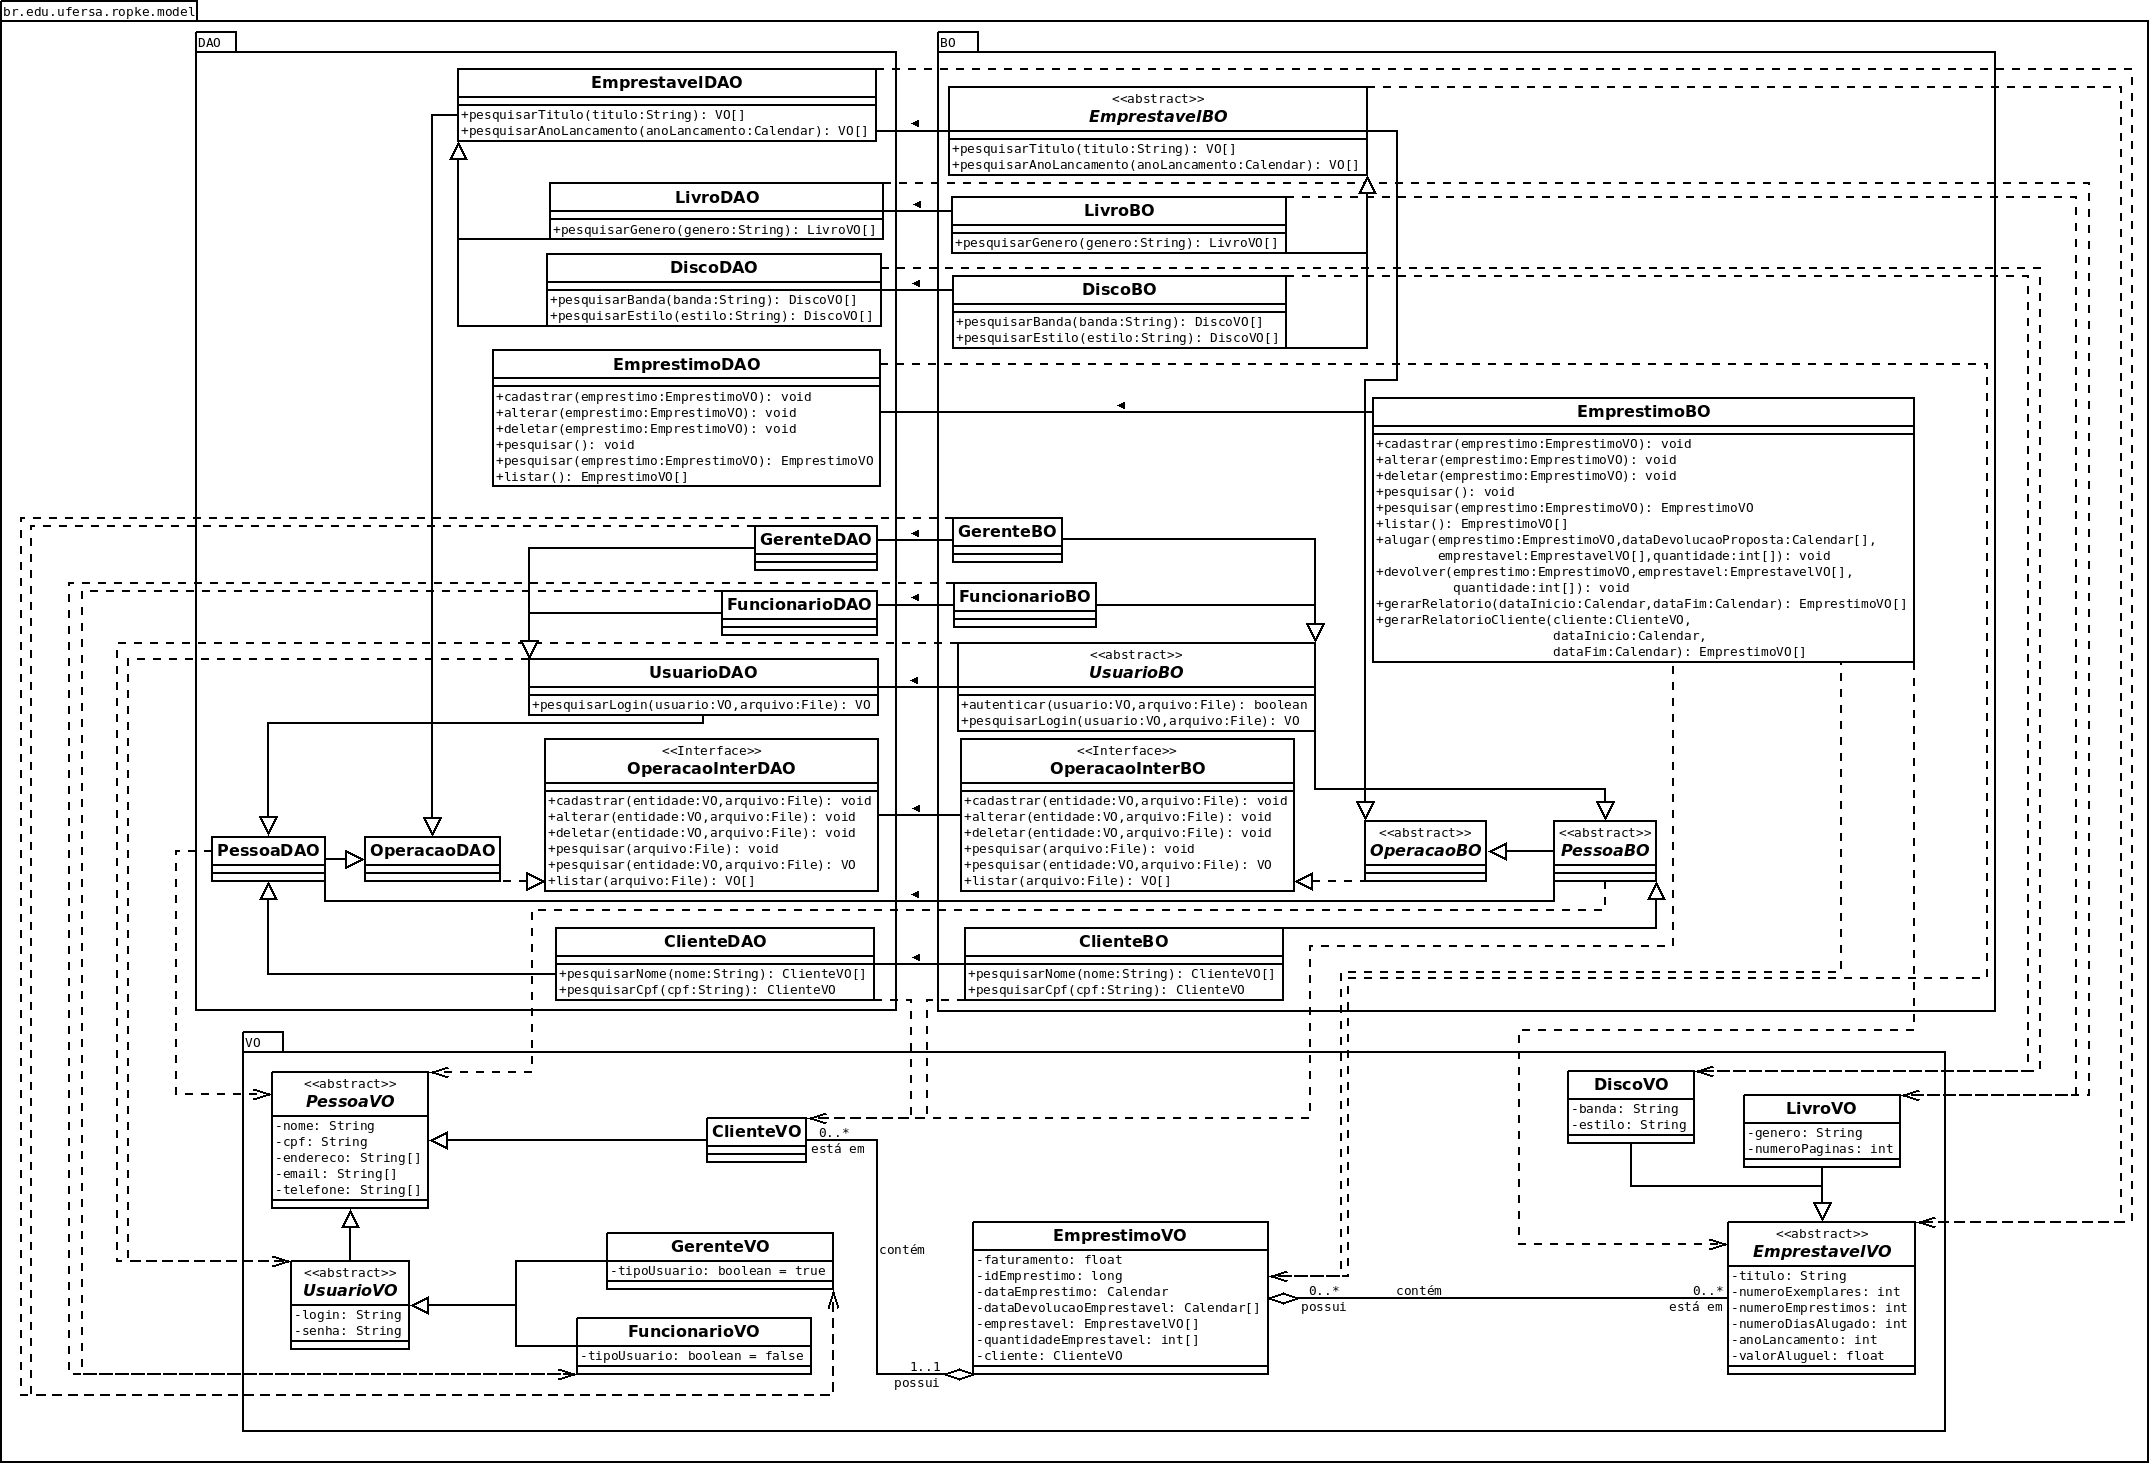 br.edu.ufersa.ropke.model
DAO
EmprestavelDAO
+pesquisarTitulo(titulo:String): VO[]
+pesquisarAnoLancamento(anoLancamento:Calendar): VO[]
LivroDAO
+pesquisarGenero(genero:String): LivroVO[]
DiscoDAO
+pesquisarBanda(banda:String): DiscoVO[]
+pesquisarEstilo(estilo:String): DiscoVO[]
EmprestimoDAO
+cadastrar(emprestimo:EmprestimoVO): void
+alterar(emprestimo:EmprestimoVO): void
+deletar(emprestimo:EmprestimoVO): void
+pesquisar(): void
+pesquisar(emprestimo:EmprestimoVO): EmprestimoVO
+listar(): EmprestimoVO[]
GerenteDAO
FuncionarioDAO
UsuarioDAO
+pesquisarLogin(usuario:VO,arquivo:File): VO
<<Interface>>
OperacaoInterDAO
+cadastrar(entidade:VO,arquivo:File): void
+alterar(entidade:VO,arquivo:File): void
+deletar(entidade:VO,arquivo:File): void
+pesquisar(arquivo:File): void
+pesquisar(entidade:VO,arquivo:File): VO
+listar(arquivo:File): VO[]
PessoaDAO
OperacaoDAO
ClienteDAO
+pesquisarNome(nome:String): ClienteVO[]
+pesquisarCpf(cpf:String): ClienteVO
BO
<<abstract>>
EmprestavelBO
+pesquisarTitulo(titulo:String): VO[]
+pesquisarAnoLancamento(anoLancamento:Calendar): VO[]
LivroBO
+pesquisarGenero(genero:String): LivroVO[]
DiscoBO
+pesquisarBanda(banda:String): DiscoVO[]
+pesquisarEstilo(estilo:String): DiscoVO[]
EmprestimoBO
+cadastrar(emprestimo:EmprestimoVO): void
+alterar(emprestimo:EmprestimoVO): void
+deletar(emprestimo:EmprestimoVO): void
+pesquisar(): void
+pesquisar(emprestimo:EmprestimoVO): EmprestimoVO
+listar(): EmprestimoVO[]
+alugar(emprestimo:EmprestimoVO,dataDevolucaoProposta:Calendar[],
emprestavel:EmprestavelVO[],quantidade:int[]): void
+devolver(emprestimo:EmprestimoVO,emprestavel:EmprestavelVO[],
quantidade:int[]): void
+gerarRelatorio(dataInicio:Calendar,dataFim:Calendar): EmprestimoVO[]
+gerarRelatorioCliente(cliente:ClienteVO,
dataInicio:Calendar,
dataFim:Calendar): EmprestimoVO[]
GerenteBO
FuncionarioBO
<<abstract>>
UsuarioBO
+autenticar(usuario:VO,arquivo:File): boolean
+pesquisarLogin(usuario:VO,arquivo:File): VO
<<Interface>>
OperacaoInterBO
+cadastrar(entidade:VO,arquivo:File): void
+alterar(entidade:VO,arquivo:File): void
+deletar(entidade:VO,arquivo:File): void
+pesquisar(arquivo:File): void
+pesquisar(entidade:VO,arquivo:File): VO
+listar(arquivo:File): VO[]
<<abstract>>
OperacaoBO
<<abstract>>
PessoaBO
ClienteBO
+pesquisarNome(nome:String): ClienteVO[]
+pesquisarCpf(cpf:String): ClienteVO
VO
<<abstract>>
PessoaVO
-nome: String
-cpf: String
-endereco: String[]
-email: String[]
-telefone: String[]
ClienteVO
0..*
está em
contém
1..1
possui
<<abstract>>
UsuarioVO
-login: String
-senha: String
GerenteVO
-tipoUsuario: boolean = true
FuncionarioVO
-tipoUsuario: boolean = false
EmprestimoVO
-faturamento: float
-idEmprestimo: long
-dataEmprestimo: Calendar
-dataDevolucaoEmprestavel: Calendar[]
-emprestavel: EmprestavelVO[]
-quantidadeEmprestavel: int[]
-cliente: ClienteVO
0..*
possui
contém
0..*
está em
DiscoVO
-banda: String
-estilo: String
LivroVO
-genero: String
-numeroPaginas: int
<<abstract>>
EmprestavelVO
-titulo: String
-numeroExemplares: int
-numeroEmprestimos: int
-numeroDiasAlugado: int
-anoLancamento: int
-valorAluguel: float